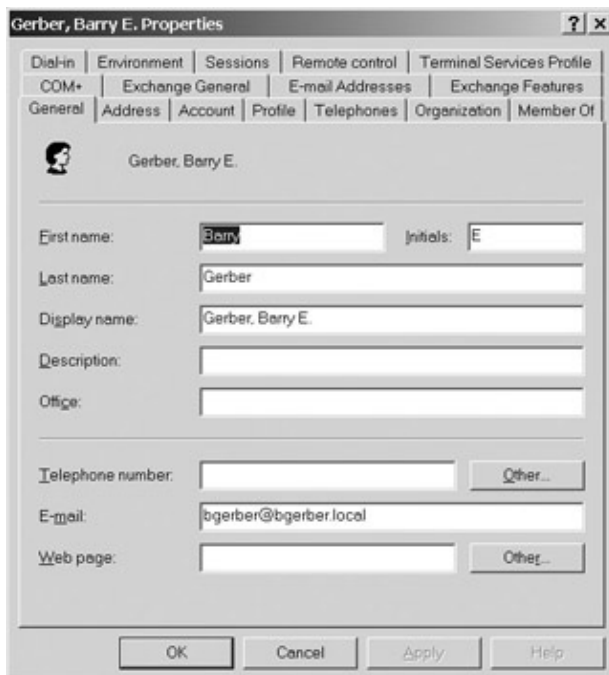 Gerber, Barry E. Properties
Dial-in Environment Sessions Remote control Terminal Services Profile
COM+ Exchange General E-mail Addresses Exchange Features
General Address Account Profile Telephones Organization Member Of
Gerber, Barry E.
First name: Barry Initials: E
Last name: Gerber
Display name: Gerber, Barry E.
Description:
Office:
Telephone number: Other...
E-mail: bgerber@bgerber.local
Web page: Other...
OK Cancel Apply Help